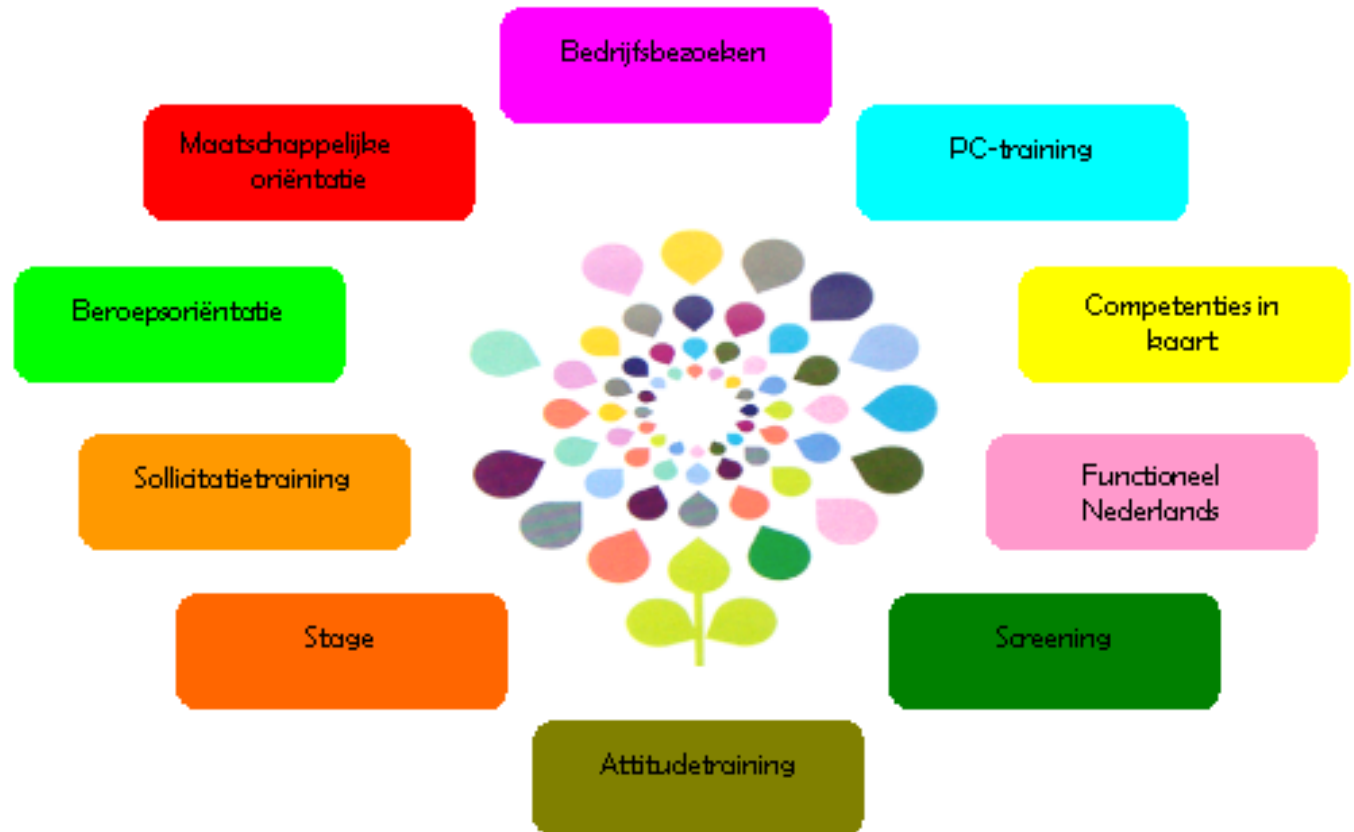 Bedrijfsbezoeken
Maatschappelijke
oriëntatie
PC-training
Beroepsoriëntatie
Competenties in
kaart
Sollicitatietraining
Functioneel
Nederlands
Stage
Screening
Attitudetraining